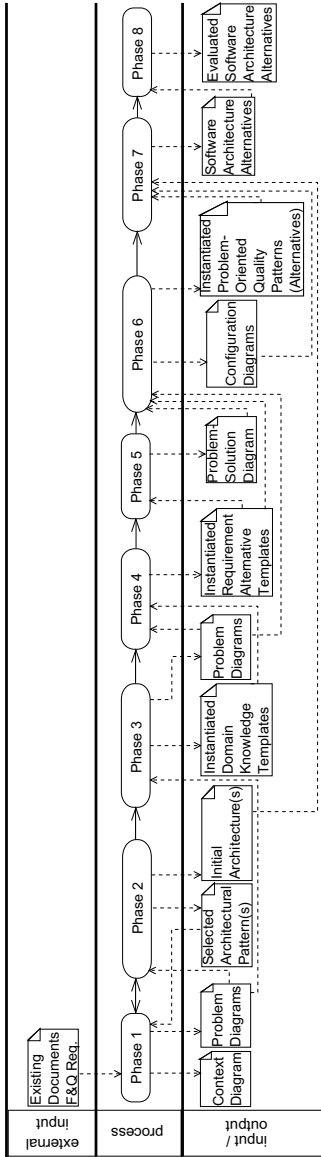 external
input
process
input /
output
Existing
Documents
F&Q Req.
Phase 1
Phase 2
Phase 3
Phase 4
Phase 5
Phase 6
Phase 7
Phase 8
Context
Diagram
Problem
Diagrams
Selected
Architectural
Pattern(s)
Initial
Architecture(s)
Instantiated
Domain
Knowledge
Templates
Problem
Diagrams
Instantiated
Requirement
Alternative
Templates
Problem-
Solution
Diagram
Configuration
Diagrams
Instantiated
Problem-
Oriented
Quality
Patterns
(Alternatives)
Software
Architecture
Alternatives
Evaluated
Software
Architecture
Alternatives